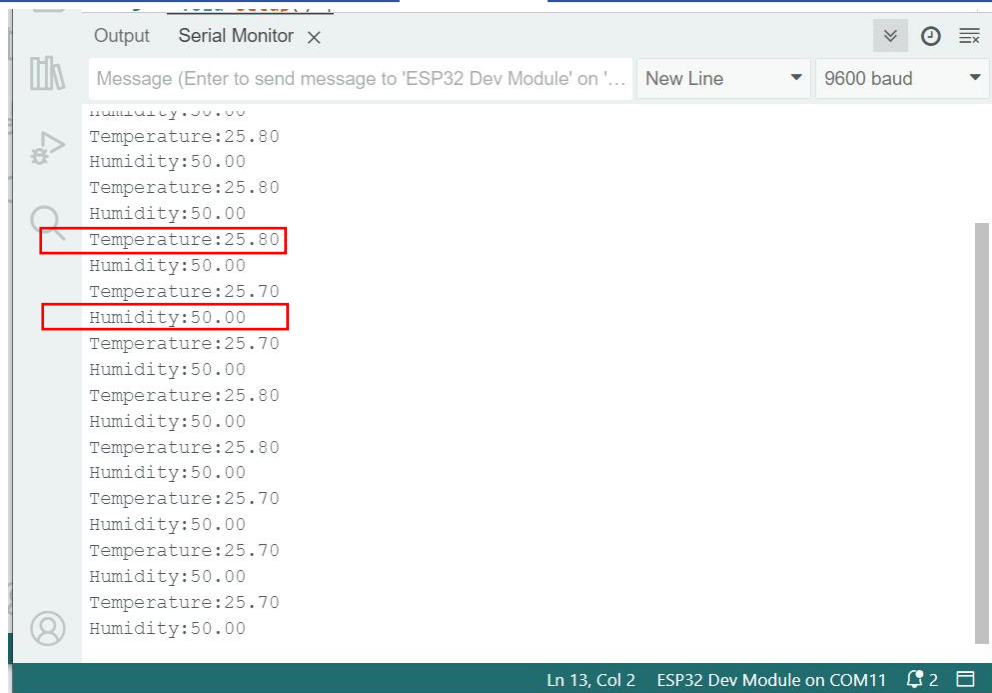 Output Serial Monitor ×
Message (Enter to send message to 'ESP32 Dev Module' on '... New Line 9600 baud
Humidity:50.00
Temperature:25.80
Humidity:50.00
Temperature:25.80
Humidity:50.00
Temperature:25.80
Humidity:50.00
Temperature:25.70
Humidity:50.00
Temperature:25.70
Humidity:50.00
Temperature:25.80
Humidity:50.00
Temperature:25.80
Humidity:50.00
Temperature:25.70
Humidity:50.00
Temperature:25.70
Humidity:50.00
Temperature:25.70
Humidity:50.00
Ln 13, Col 2 ESP32 Dev Module on COM11 2